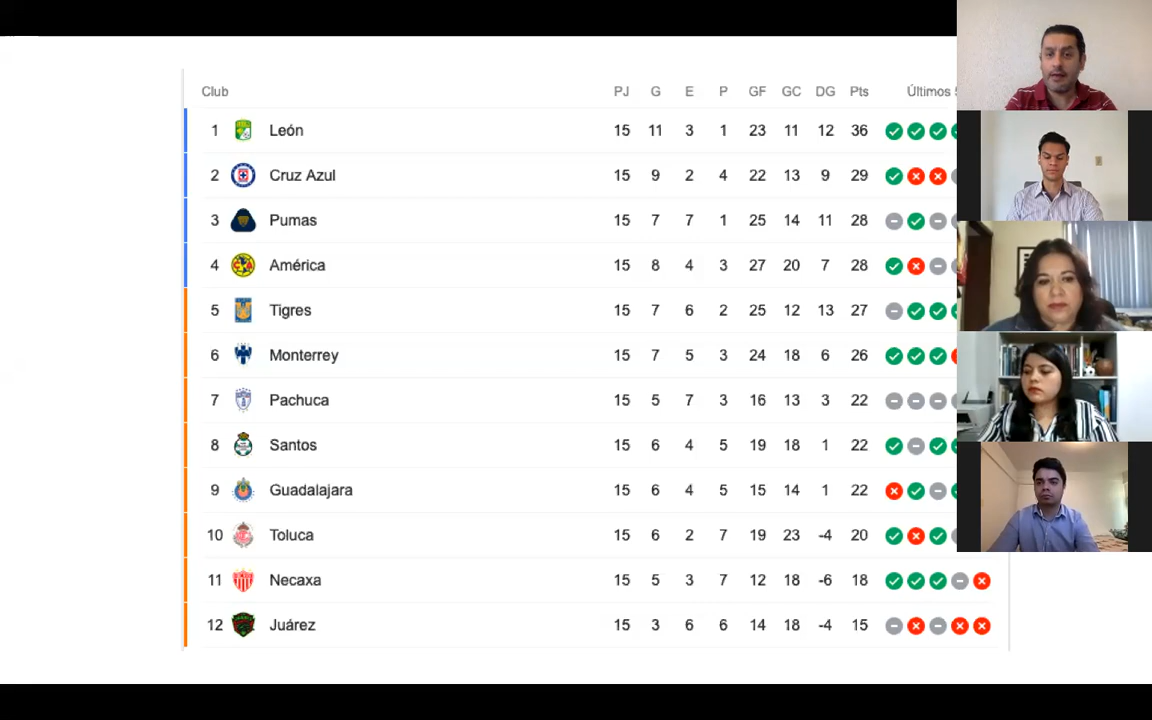 Club PJ G E P GF GC DG Pts Últimos
1 León 15 11 3 1 23 11 12 36
2 Cruz Azul 15 9 2 4 22 13 9 29
3 Pumas 15 7 7 1 25 14 11 28
4 América 15 8 4 3 27 20 7 28
5 Tigres 15 7 6 2 25 12 13 27
6 Monterrey 15 7 5 3 24 18 6 26
7 Pachuca 15 5 7 3 16 13 3 22
8 Santos 15 6 4 5 19 18 1 22
9 Guadalajara 15 6 4 5 15 14 1 22
10 Toluca 15 6 2 7 19 23 -4 20
11 Necaxa 15 5 3 7 12 18 -6 18
12 Juárez 15 3 6 6 14 18 -4 15